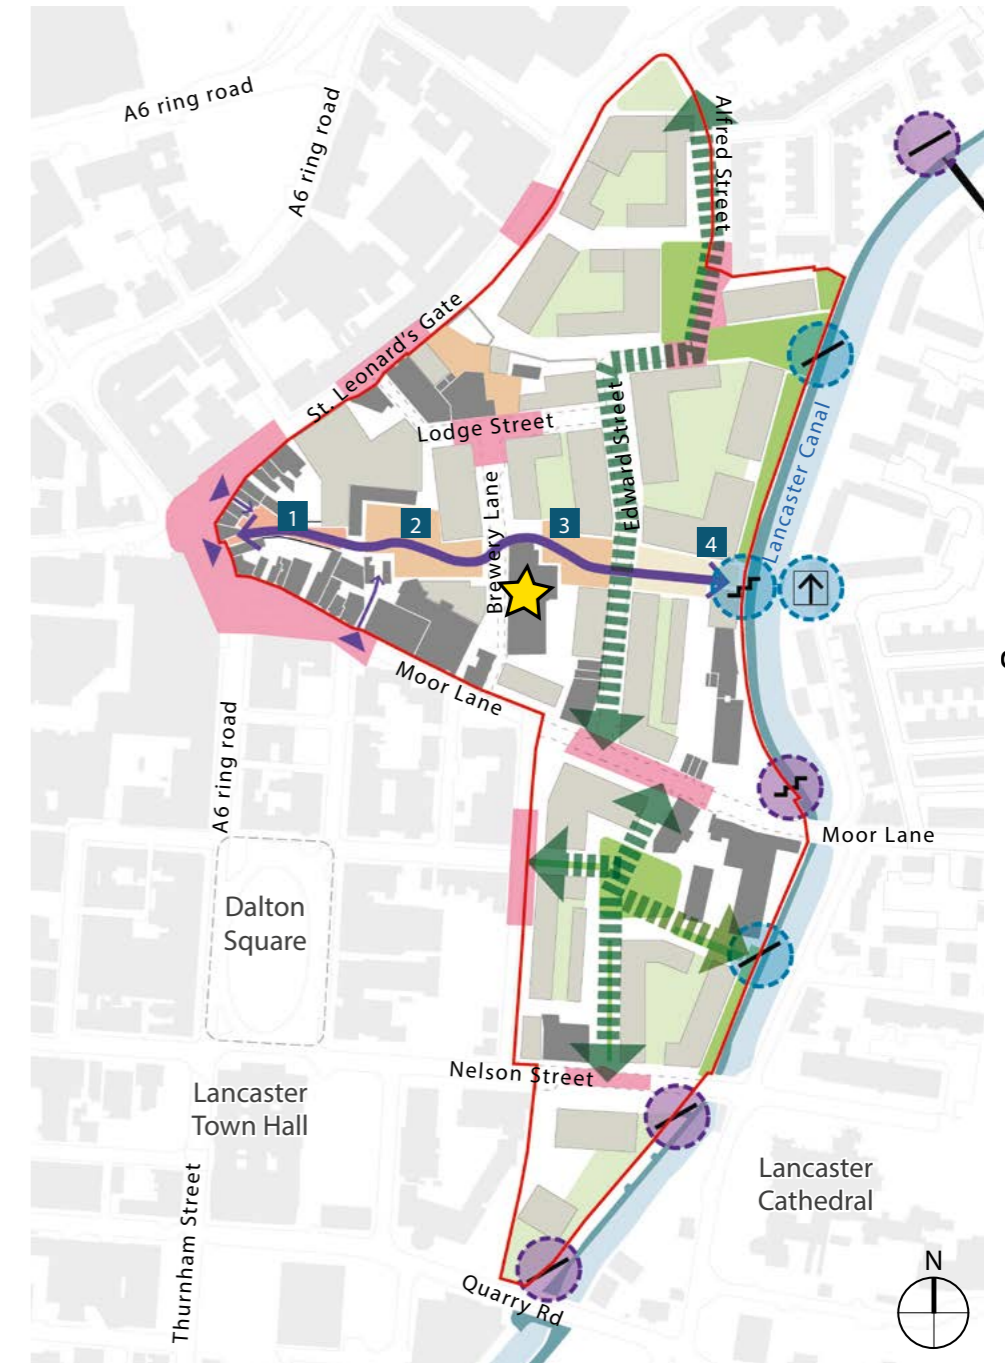 A6 ring road
A6 ring road
Alfred Street
St. Leonard's Gate
Lodge Street
Edward Street
Lancaster Canal
Brewery Lane
1
2
3
4
Moor Lane
A6 ring road
Moor Lane
Dalton
Square
Nelson Street
Lancaster
Town Hall
Lancaster
Cathedral
Thurnham Street
Quarry Rd
N